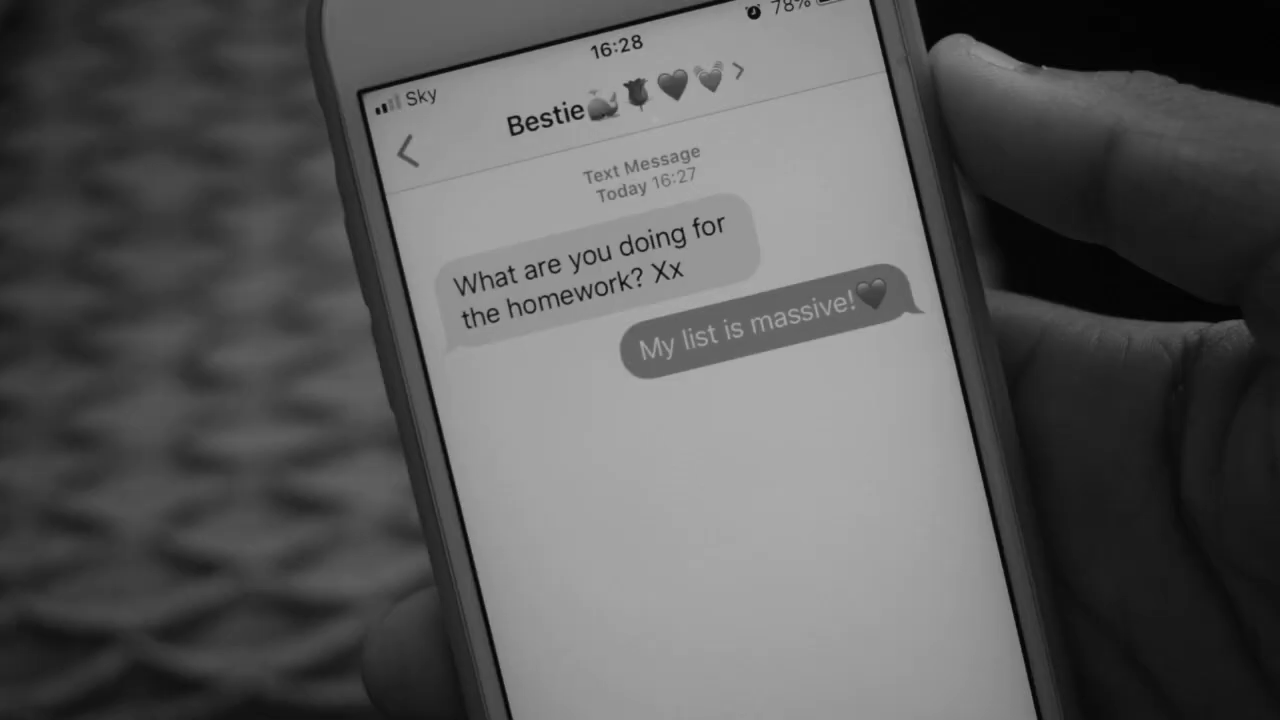 16:28
78%
Sky
Bestie🐳🌹❤️💓
Text Message
Today 16:27
What are you doing for
the homework? Xx
My list is massive!❤️